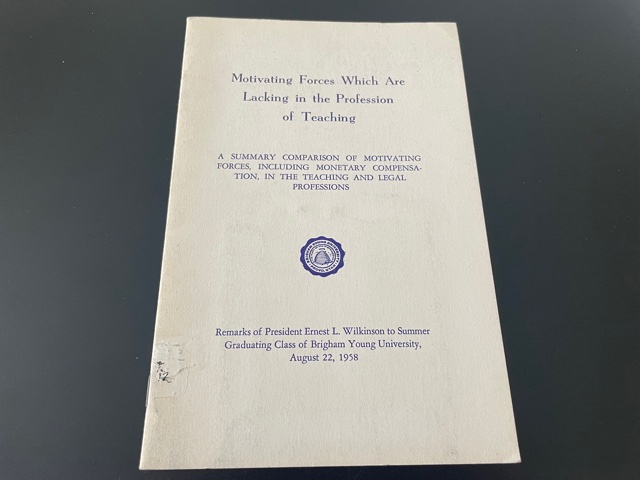 Motivating Forces Which Are
Lacking in the Profession
of Teaching
A SUMMARY COMPARISON OF MOTIVATING
FORCES, INCLUDING MONETARY COMPENSA-
TION, IN THE TEACHING AND LEGAL
PROFESSIONS
Remarks of President Ernest L. Wilkinson to Summer
Graduating Class of Brigham Young University,
August 22, 1958